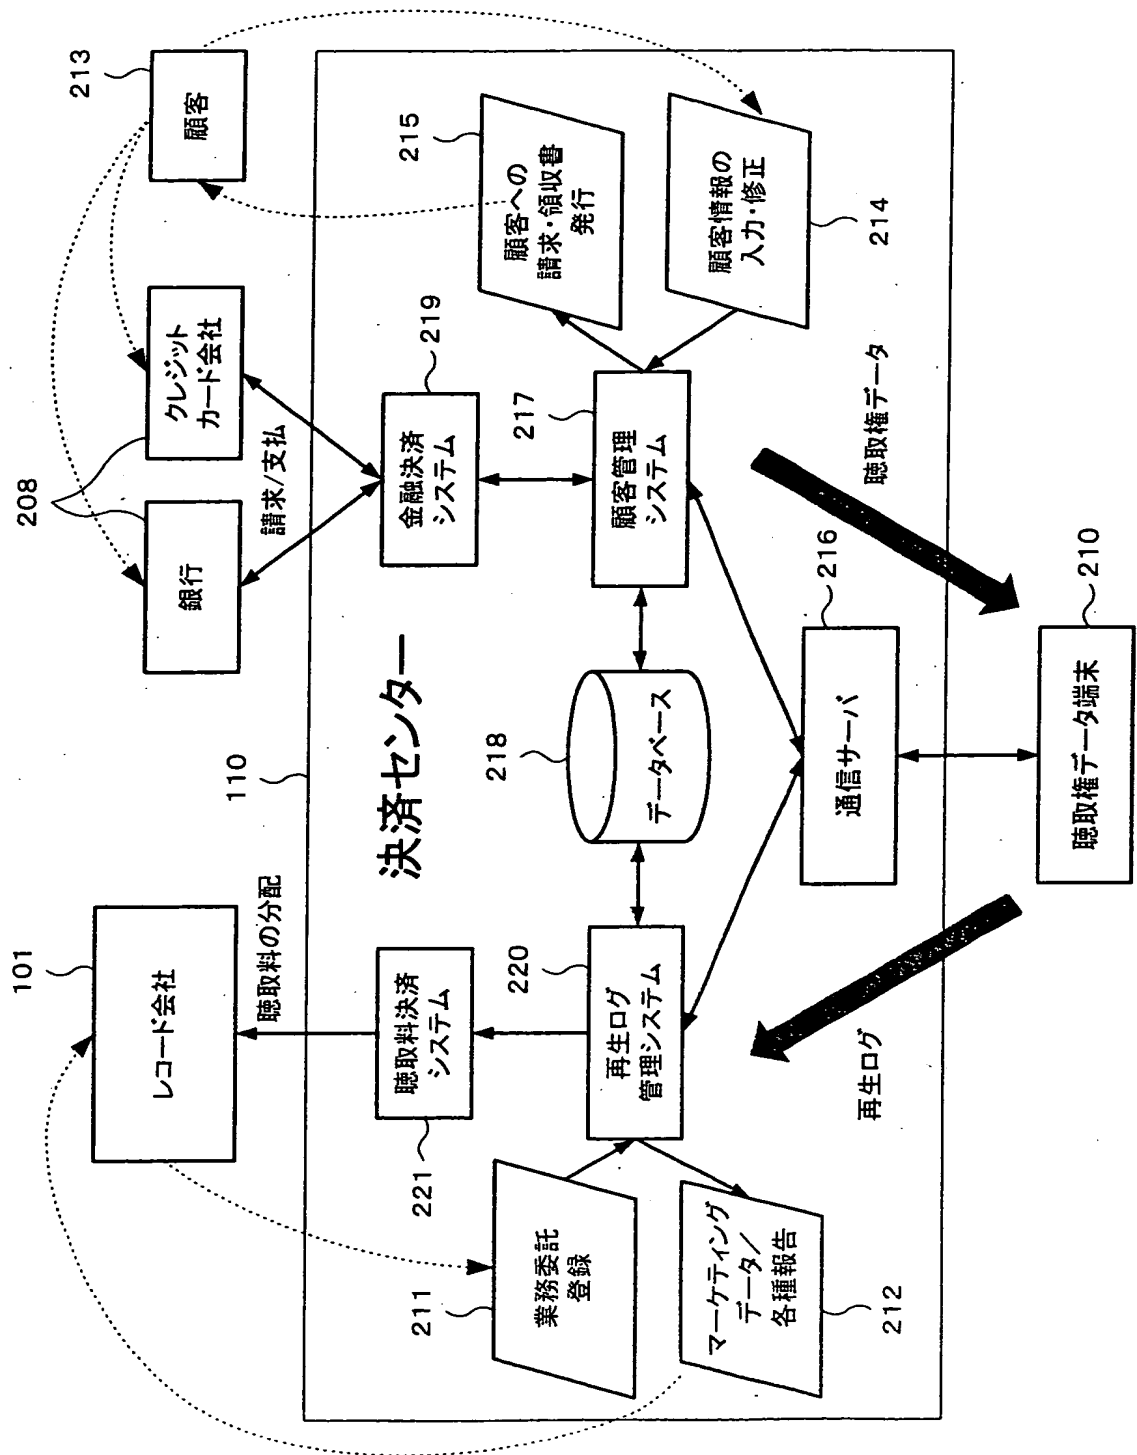 101
レコード会社
聴取料の分配
208
銀行
クレジット
カード会社
請求/支払
213
顧客
110
決済センター
221
聴取料決済
システム
219
金融決済
システム
211
業務委託
登録
220
再生ログ
管理システム
218
データベース
217
顧客管理
システム
215
顧客への
請求・領収書
発行
212
マーケティング
データ/
各種報告
214
顧客情報の
入力・修正
216
通信サーバ
再生ログ
聴取権データ
210
聴取権データ端末